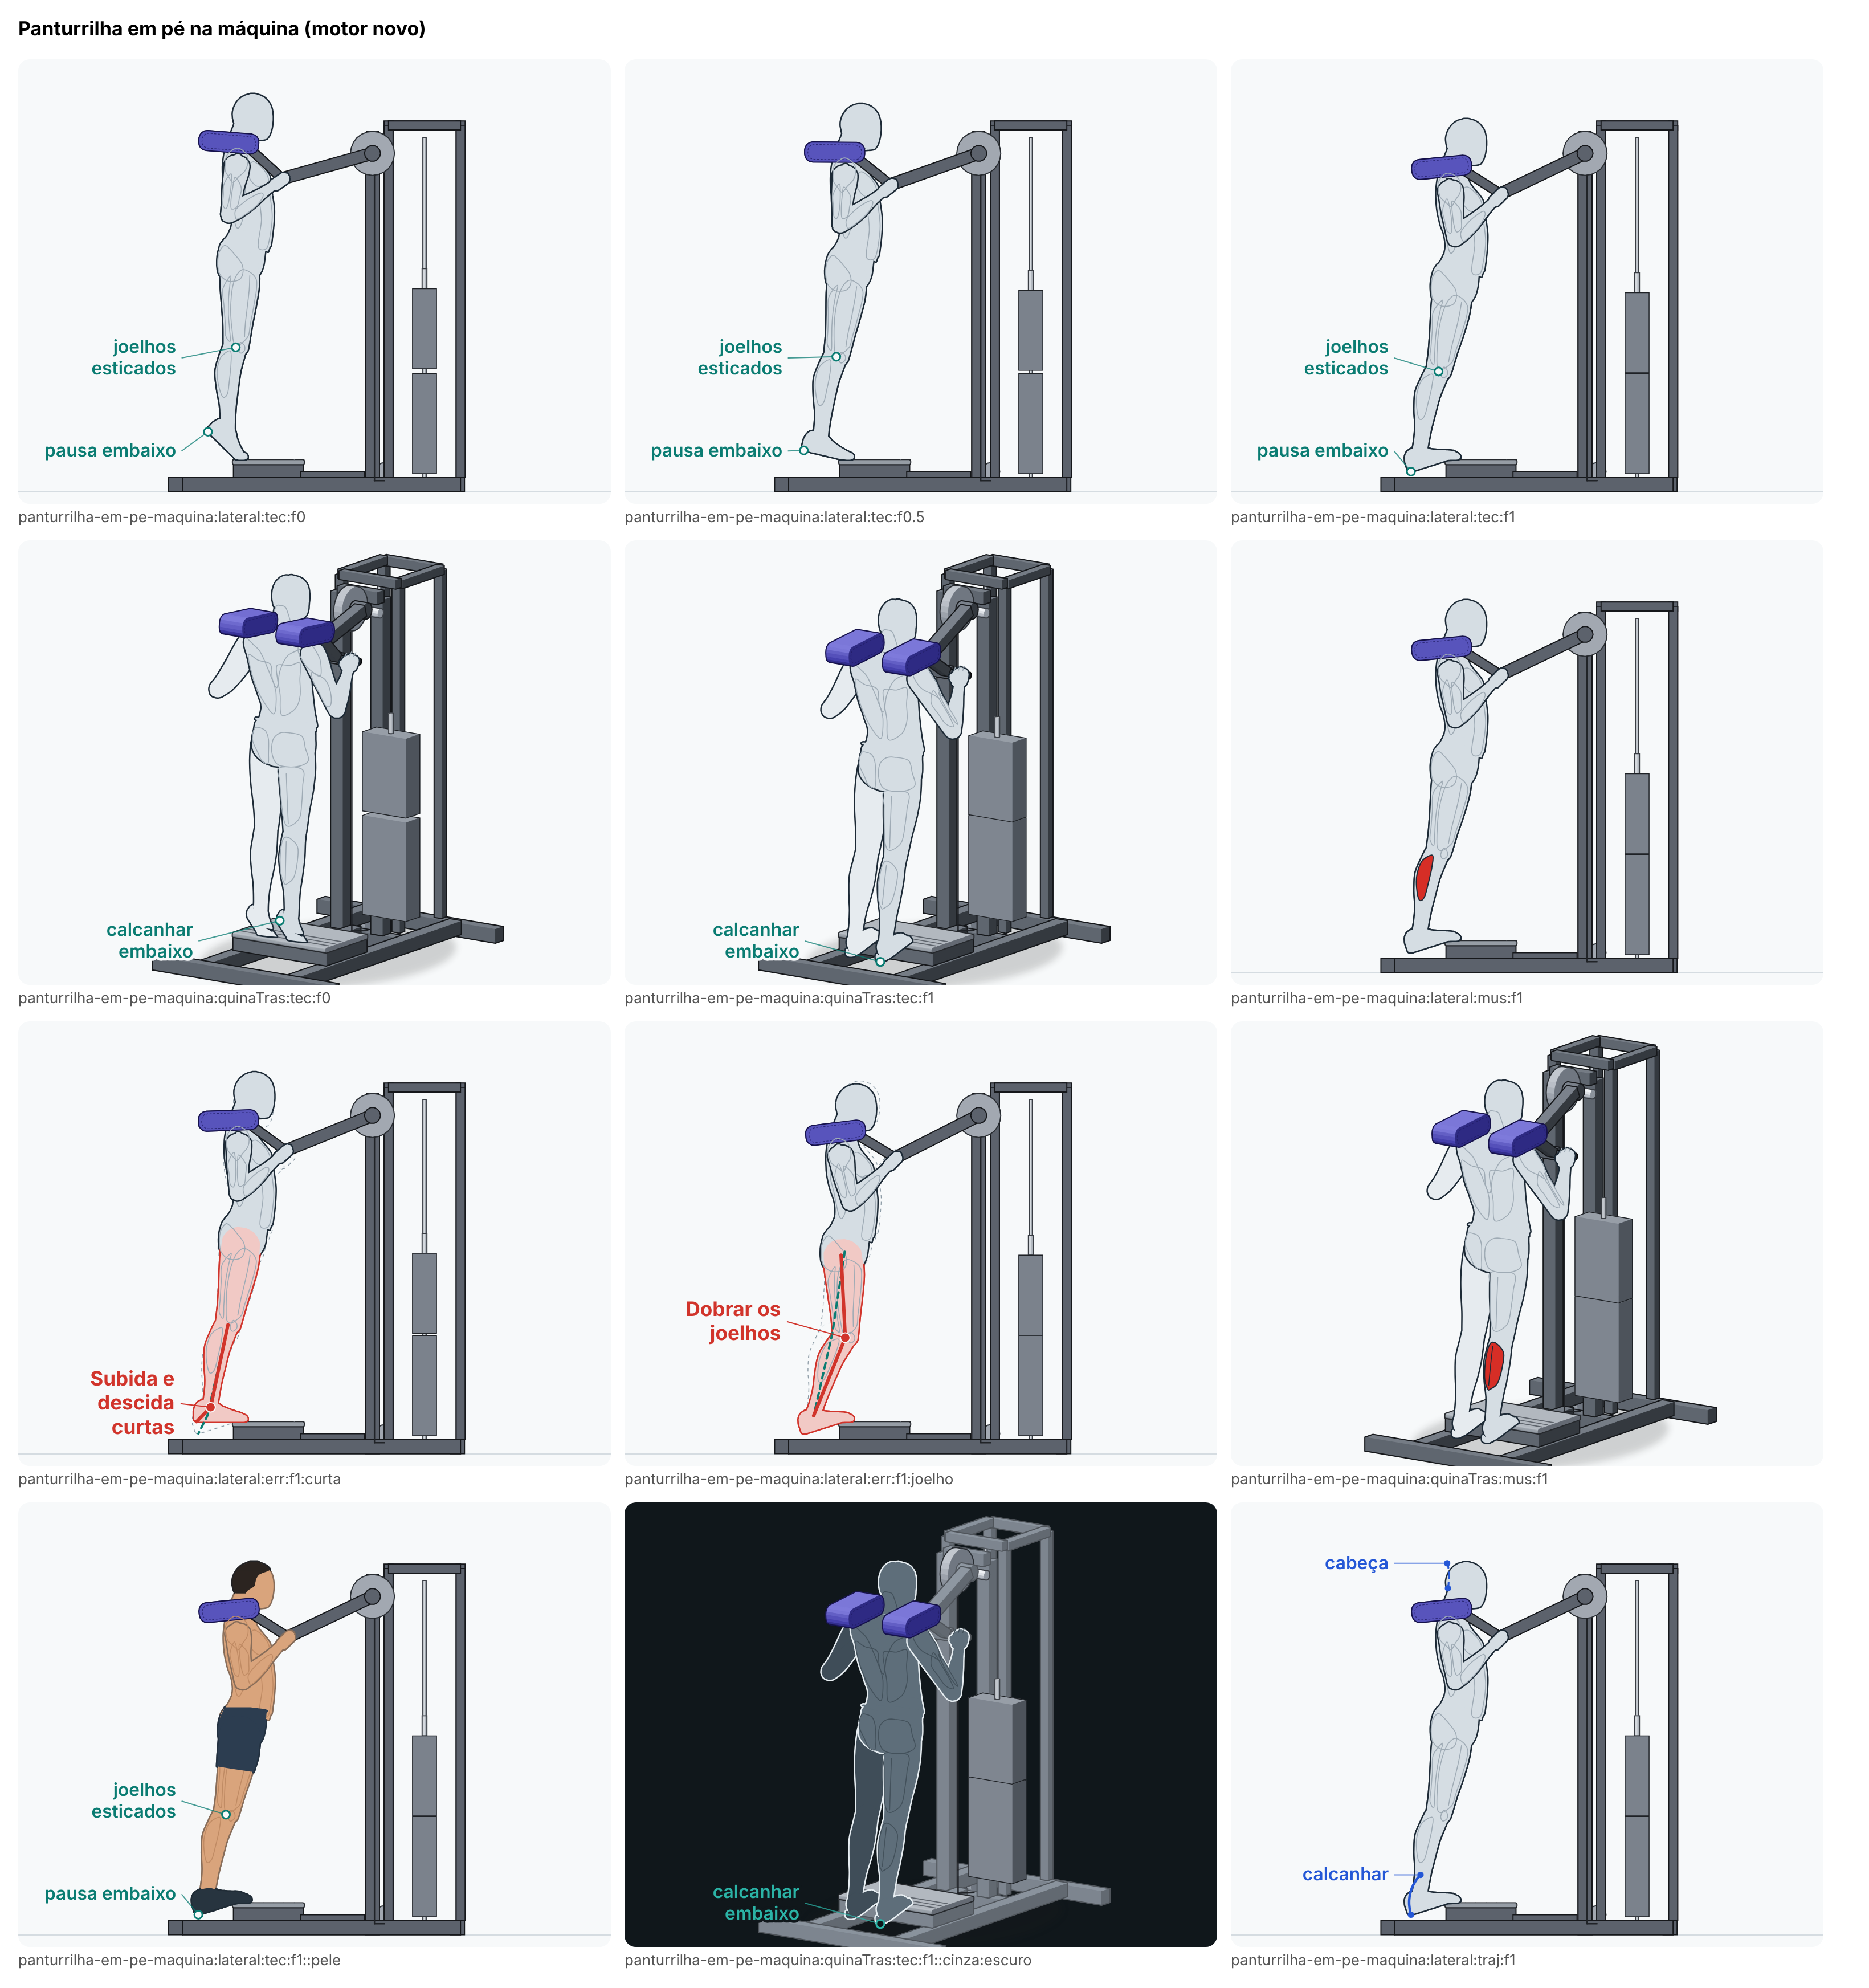 Panturrilha em pé na máquina (motor novo)
joelhos
esticados
pausa embaixo
panturrilha-em-pe-maquina:lateral:tec:f0
joelhos
esticados
pausa embaixo
panturrilha-em-pe-maquina:lateral:tec:f0.5
joelhos
esticados
pausa embaixo
panturrilha-em-pe-maquina:lateral:tec:f1
calcanhar
embaixo
panturrilha-em-pe-maquina:quinaTras:tec:f0
calcanhar
embaixo
panturrilha-em-pe-maquina:quinaTras:tec:f1
panturrilha-em-pe-maquina:lateral:mus:f1
Subida e
descida
curtas
panturrilha-em-pe-maquina:lateral:err:f1:curta
Dobrar os
joelhos
panturrilha-em-pe-maquina:lateral:err:f1:joelho
panturrilha-em-pe-maquina:quinaTras:mus:f1
joelhos
esticados
pausa embaixo
panturrilha-em-pe-maquina:lateral:tec:f1::pele
calcanhar
embaixo
panturrilha-em-pe-maquina:quinaTras:tec:f1::cinza:escuro
cabeça
calcanhar
panturrilha-em-pe-maquina:lateral:traj:f1